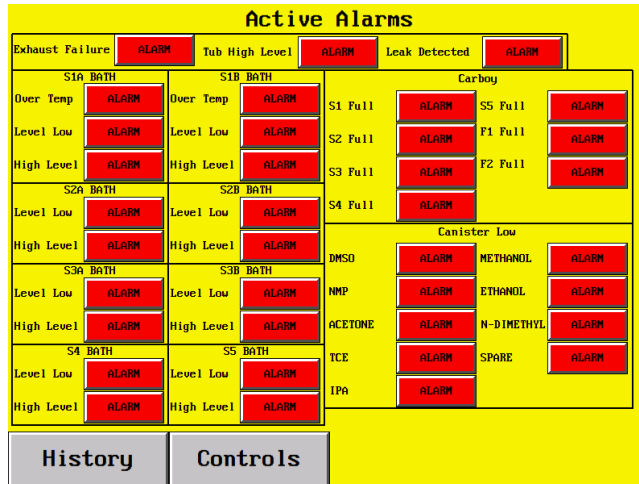 Active Alarms
Exhaust Failure ALARM Tub High Level ALARM Leak Detected ALARM
S1A BATH
Over Temp ALARM
Level Low ALARM
High Level ALARM
S1B BATH
Over Temp ALARM
Level Low ALARM
High Level ALARM
S2A BATH
Level Low ALARM
High Level ALARM
S2B BATH
Level Low ALARM
High Level ALARM
S3A BATH
Level Low ALARM
High Level ALARM
S3B BATH
Level Low ALARM
High Level ALARM
S4 BATH
Level Low ALARM
High Level ALARM
S5 BATH
Level Low ALARM
High Level ALARM
Carboy
S1 Full ALARM S5 Full ALARM
S2 Full ALARM F1 Full ALARM
S3 Full ALARM F2 Full ALARM
S4 Full ALARM
Canister Low
DMSO ALARM METHANOL ALARM
NMP ALARM ETHANOL ALARM
ACETONE ALARM N-DIMETHYL ALARM
TCE ALARM SPARE ALARM
IPA ALARM
History Controls